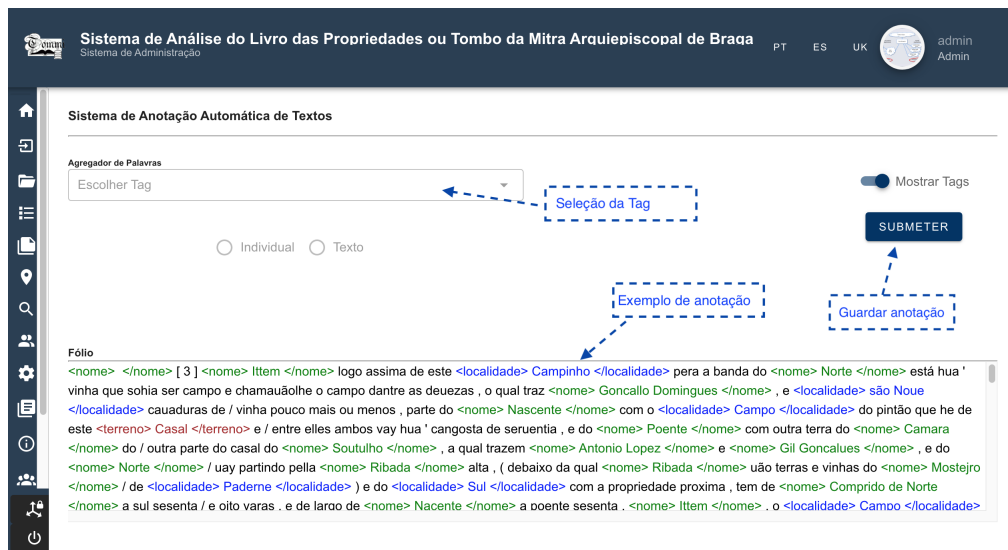 Tombo
Sistema de Análise do Livro das Propriedades ou Tombo da Mitra Arquiepiscopal de Braga
Sistema de Administração
PT ES UK
admin
Admin
Sistema de Anotação Automática de Textos
Agregador de Palavras
Escolher Tag
Seleção da Tag
Mostrar Tags
SUBMETER
Individual Texto
Exemplo de anotação
Guardar anotação
Fólio
<nome> </nome> [ 3 ] <nome> Ittem </nome> logo assima de este <localidade> Campinho </localidade> pera a banda do <nome> Norte </nome> está hua '
vinha que sohia ser campo e chamauãolhe o campo dantre as deuezas , o qual traz <nome> Goncallo Domingues </nome> , e <localidade> são Noue
</localidade> cauaduras de / vinha pouco mais ou menos , parte do <nome> Nascente </nome> com o <localidade> Campo </localidade> do pintão que he de
este <terreno> Casal </terreno> e / entre elles ambos vay hua ' cangosta de seruentia , e do <nome> Poente </nome> com outra terra do <nome> Camara
</nome> do / outra parte do casal do <nome> Soutulho </nome> , a qual trazem <nome> Antonio Lopez </nome> e <nome> Gil Goncalues </nome> , e do
<nome> Norte </nome> / uay partindo pella <nome> Ribada </nome> alta , ( debaixo da qual <nome> Ribada </nome> uão terras e vinhas do <nome> Mostejro
</nome> / de <localidade> Paderne </localidade> ) e do <localidade> Sul </localidade> com a propriedade proxima , tem de <nome> Comprido de Norte
</nome> a sul sesenta / e oito varas , e de largo de <nome> Nacente </nome> a poente sesenta . <nome> Ittem </nome> , o <localidade> Campo </localidade>